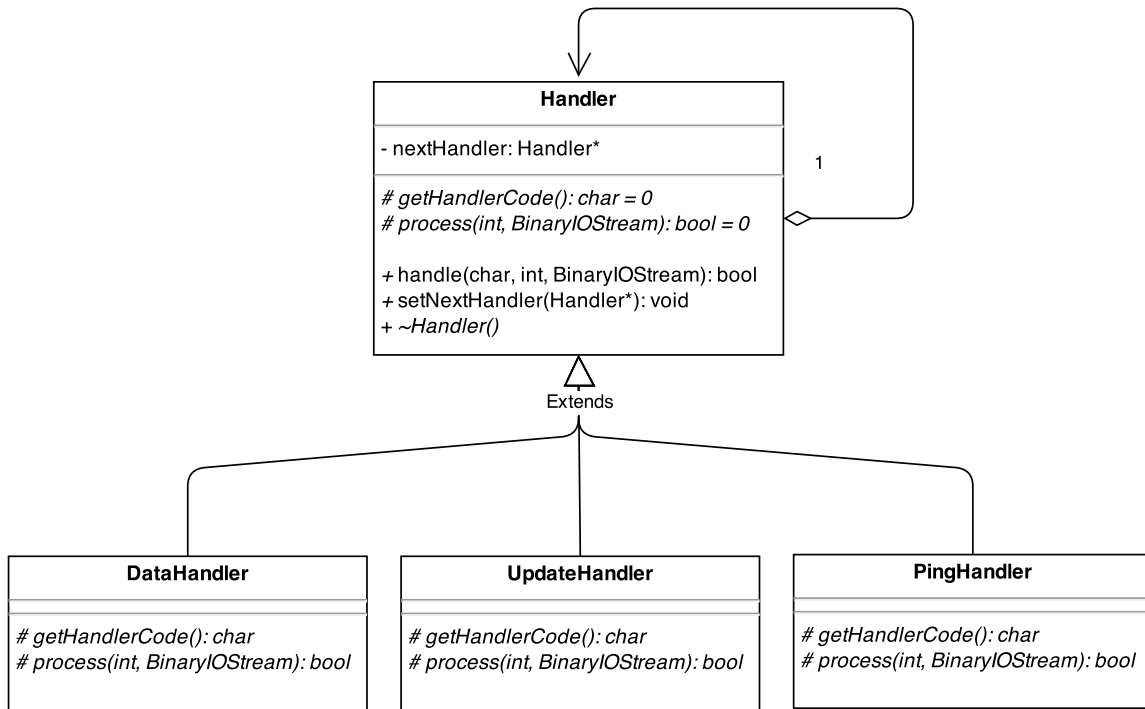 Handler
- nextHandler: Handler*
1
# getHandlerCode(): char = 0
# process(int, BinaryIOStream): bool = 0
+ handle(char, int, BinaryIOStream): bool
+ setNextHandler(Handler*): void
+ ~Handler()
Extends
DataHandler
# getHandlerCode(): char
# process(int, BinaryIOStream): bool
UpdateHandler
# getHandlerCode(): char
# process(int, BinaryIOStream): bool
PingHandler
# getHandlerCode(): char
# process(int, BinaryIOStream): bool